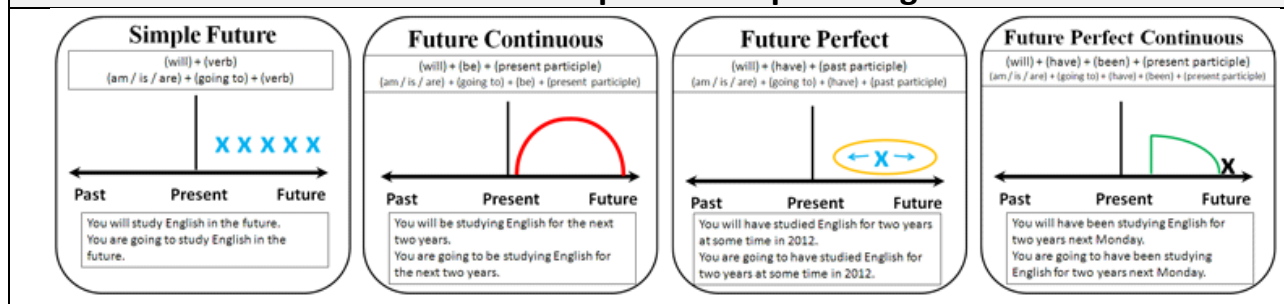 Simple Future
(will) + (verb)
(am / is / are) + (going to) + (verb)
X X X X X
Past Present Future
You will study English in the future.
You are going to study English in the
future.
Future Continuous
(will) + (be) + (present participle)
(am / is / are) + (going to) + (be) + (present participle)
Past Present Future
You will be studying English for the next
two years.
You are going to be studying English for
the next two years.
Future Perfect
(will) + (have) + (past participle)
(am / is / are) + (going to) + (have) + (past participle)
X
Past Present Future
You will have studied English for two years
at some time in 2012.
You are going to have studied English for
two years at some time in 2012.
Future Perfect Continuous
(will) + (have) + (been) + (present participle)
(am / is / are) + (going to) + (have) + (been) + (present participle)
X
Past Present Future
You will have been studying English for
two years next Monday.
You are going to have been studying
English for two years next Monday.